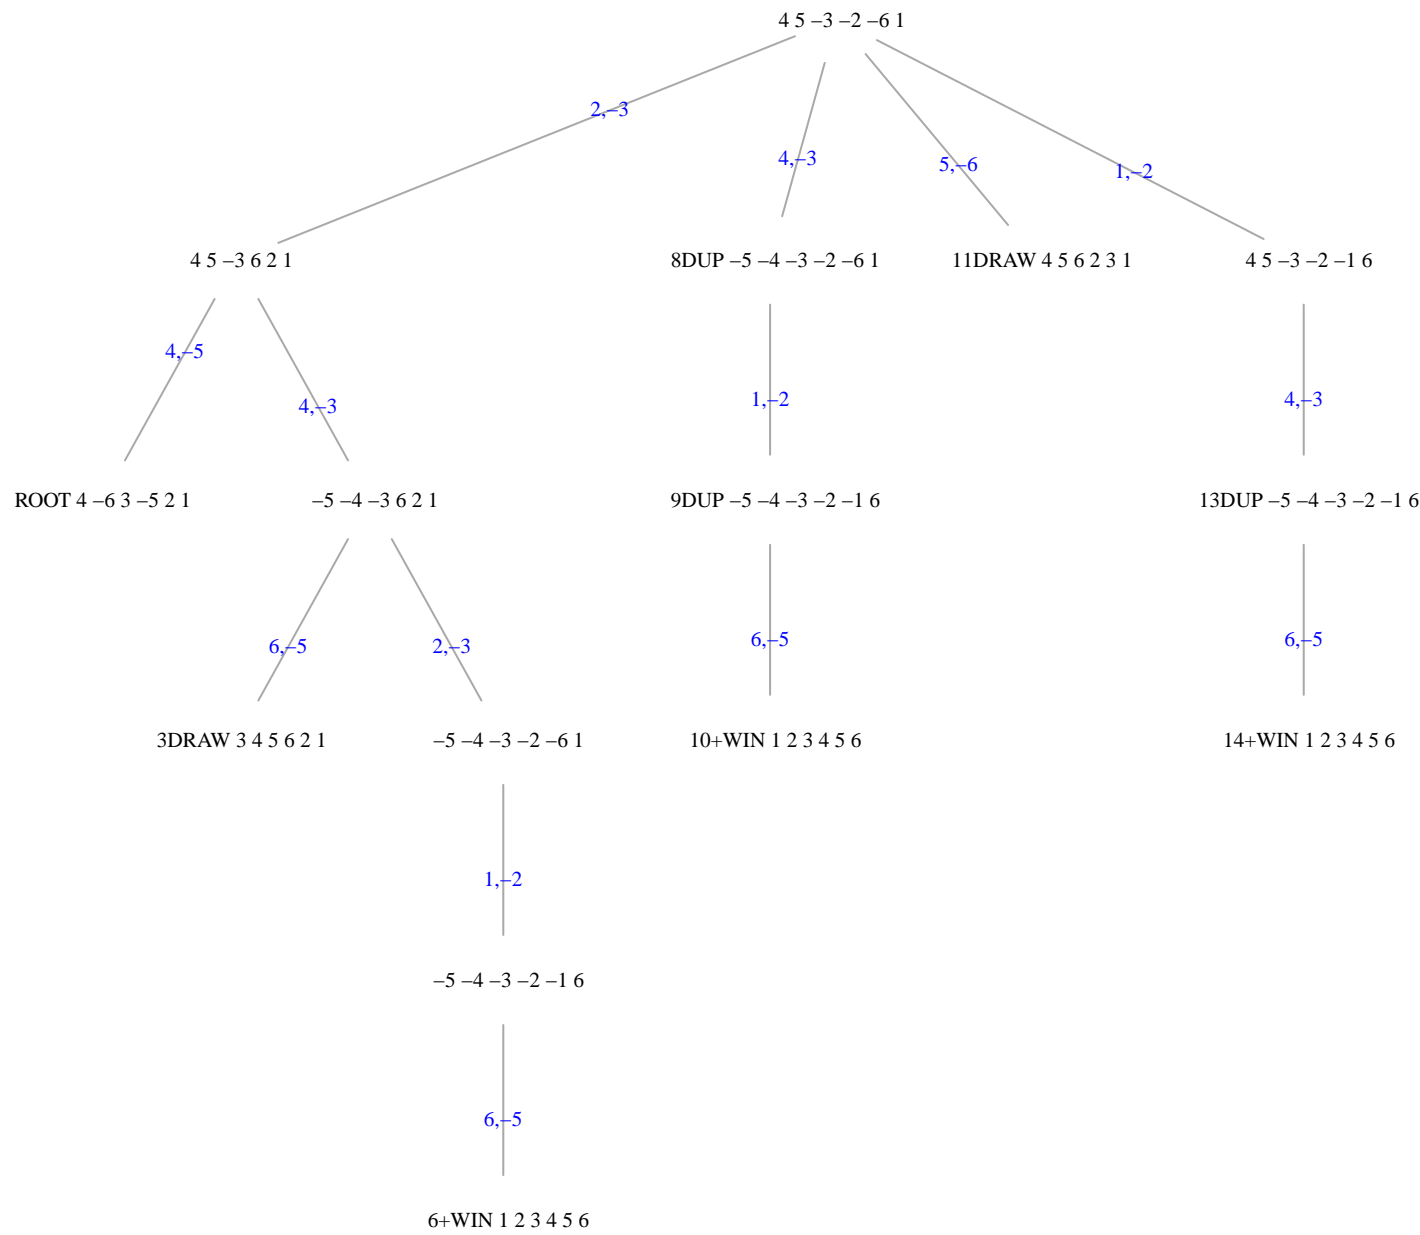 4 5 –3 –2 –6 1
2,–3
4,–3
5,–6
1,–2
4 5 –3 6 2 1
8DUP –5 –4 –3 –2 –6 1
11DRAW 4 5 6 2 3 1
4 5 –3 –2 –1 6
4,–5
4,–3
1,–2
4,–3
ROOT 4 –6 3 –5 2 1
–5 –4 –3 6 2 1
9DUP –5 –4 –3 –2 –1 6
13DUP –5 –4 –3 –2 –1 6
6,–5
2,–3
6,–5
6,–5
3DRAW 3 4 5 6 2 1
–5 –4 –3 –2 –6 1
10+WIN 1 2 3 4 5 6
14+WIN 1 2 3 4 5 6
1,–2
–5 –4 –3 –2 –1 6
6,–5
6+WIN 1 2 3 4 5 6